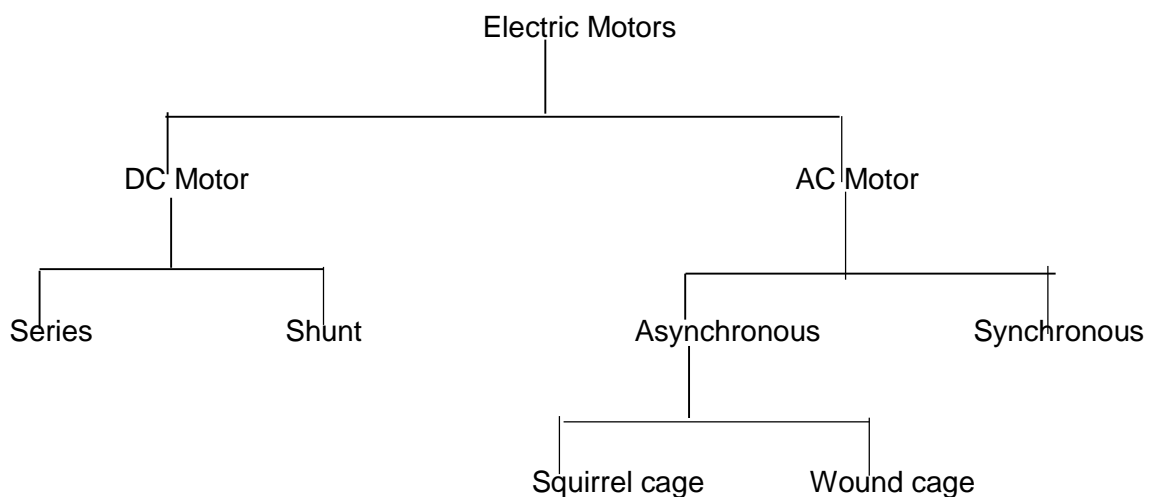 Electric Motors
DC Motor AC Motor
Series Shunt Asynchronous Synchronous
Squirrel cage Wound cage